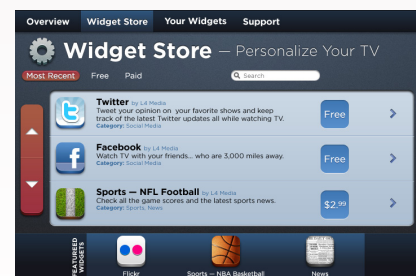 Overview Widget Store Your Widgets Support
Widget Store — Personalize Your TV
Most Recent Free Paid Search
Twitter by L4 Media
Tweet your opinion on your favorite shows and keep
track of the latest Twitter updates all while watching TV.
Category: Social Media
Free
Facebook by L4 Media
Watch TV with your friends... who are 3,000 miles away.
Category: Social Media
Free
Sports — NFL Football by L4 Media
Check all the game scores and the latest sports news.
Category: Sports, News
$2.99
FEATURED
WIDGETS
Flickr Sports — NBA Basketball News